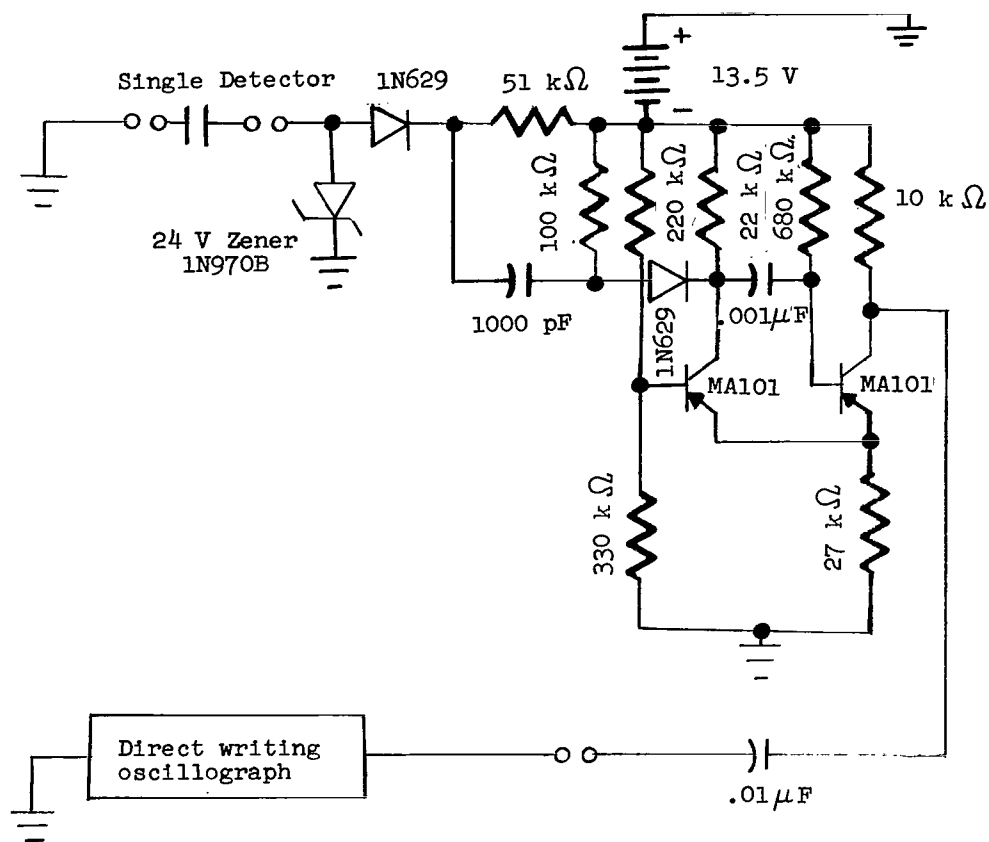 Single Detector
1N629
51 kΩ
+
13.5 V
−
100 kΩ
220 kΩ
22 kΩ
680 kΩ
10 kΩ
24 V Zener
1N970B
1000 pF
1N629
.001μF
MA101
MA101
330 kΩ
27 kΩ
Direct writing
oscillograph
.01μF